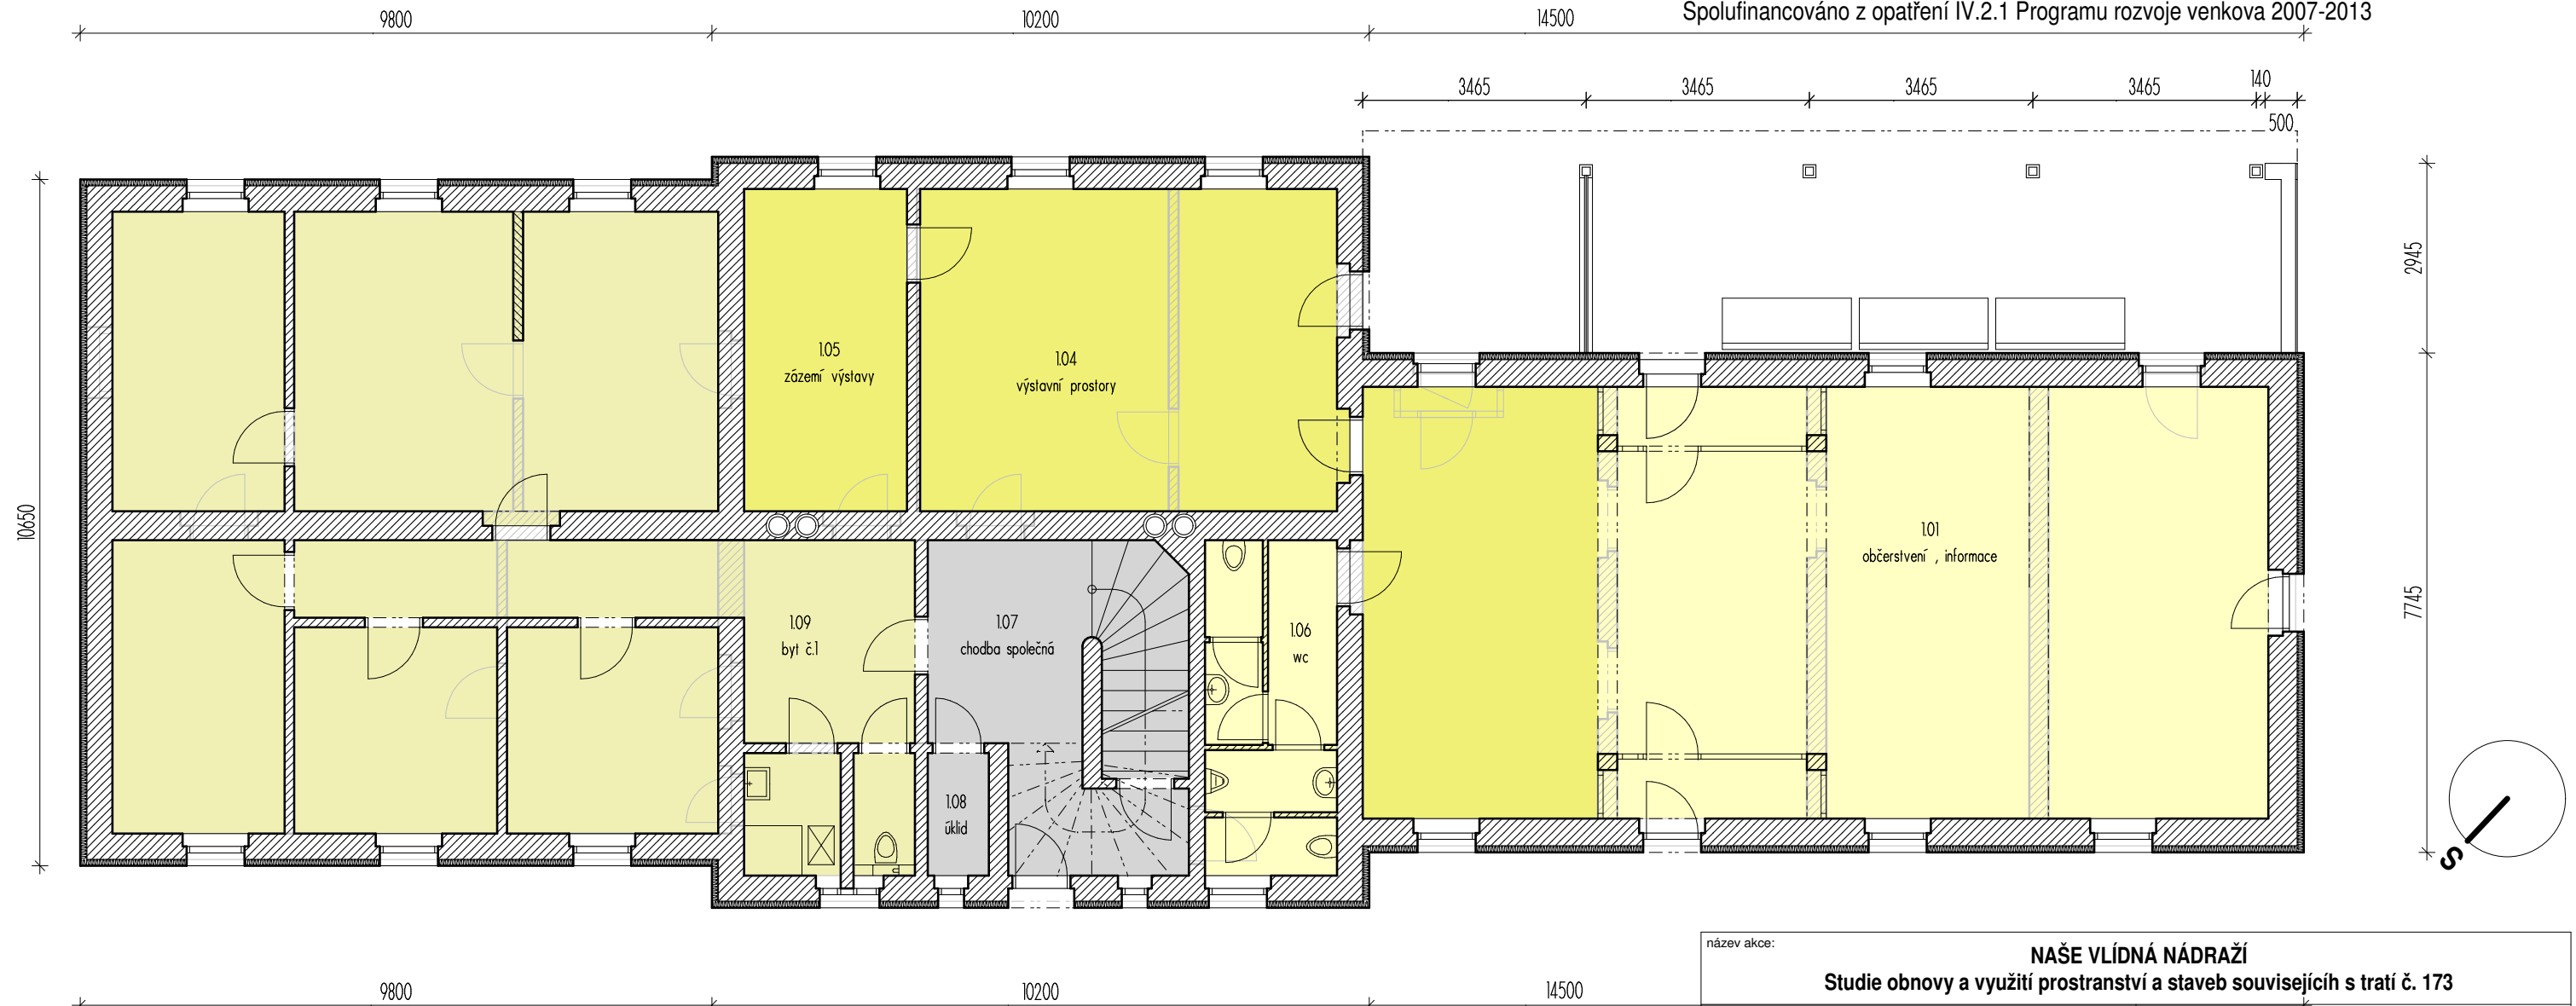 Spolufinancováno z opatření IV.2.1 Programu rozvoje venkova 2007-2013
9800
10200
14500
3465
3465
3465
3465
140
500
10650
2945
7745
1.05
zázemí výstavy
1.04
výstavní prostory
1.01
občerstvení , informace
1.09
byt č.1
1.07
chodba společná
1.06
wc
1.08
úklid
S
název akce:
NAŠE VLÍDNÁ NÁDRAŽÍ
Studie obnovy a využití prostranství a staveb souvisejících s tratí č. 173
9800
10200
14500